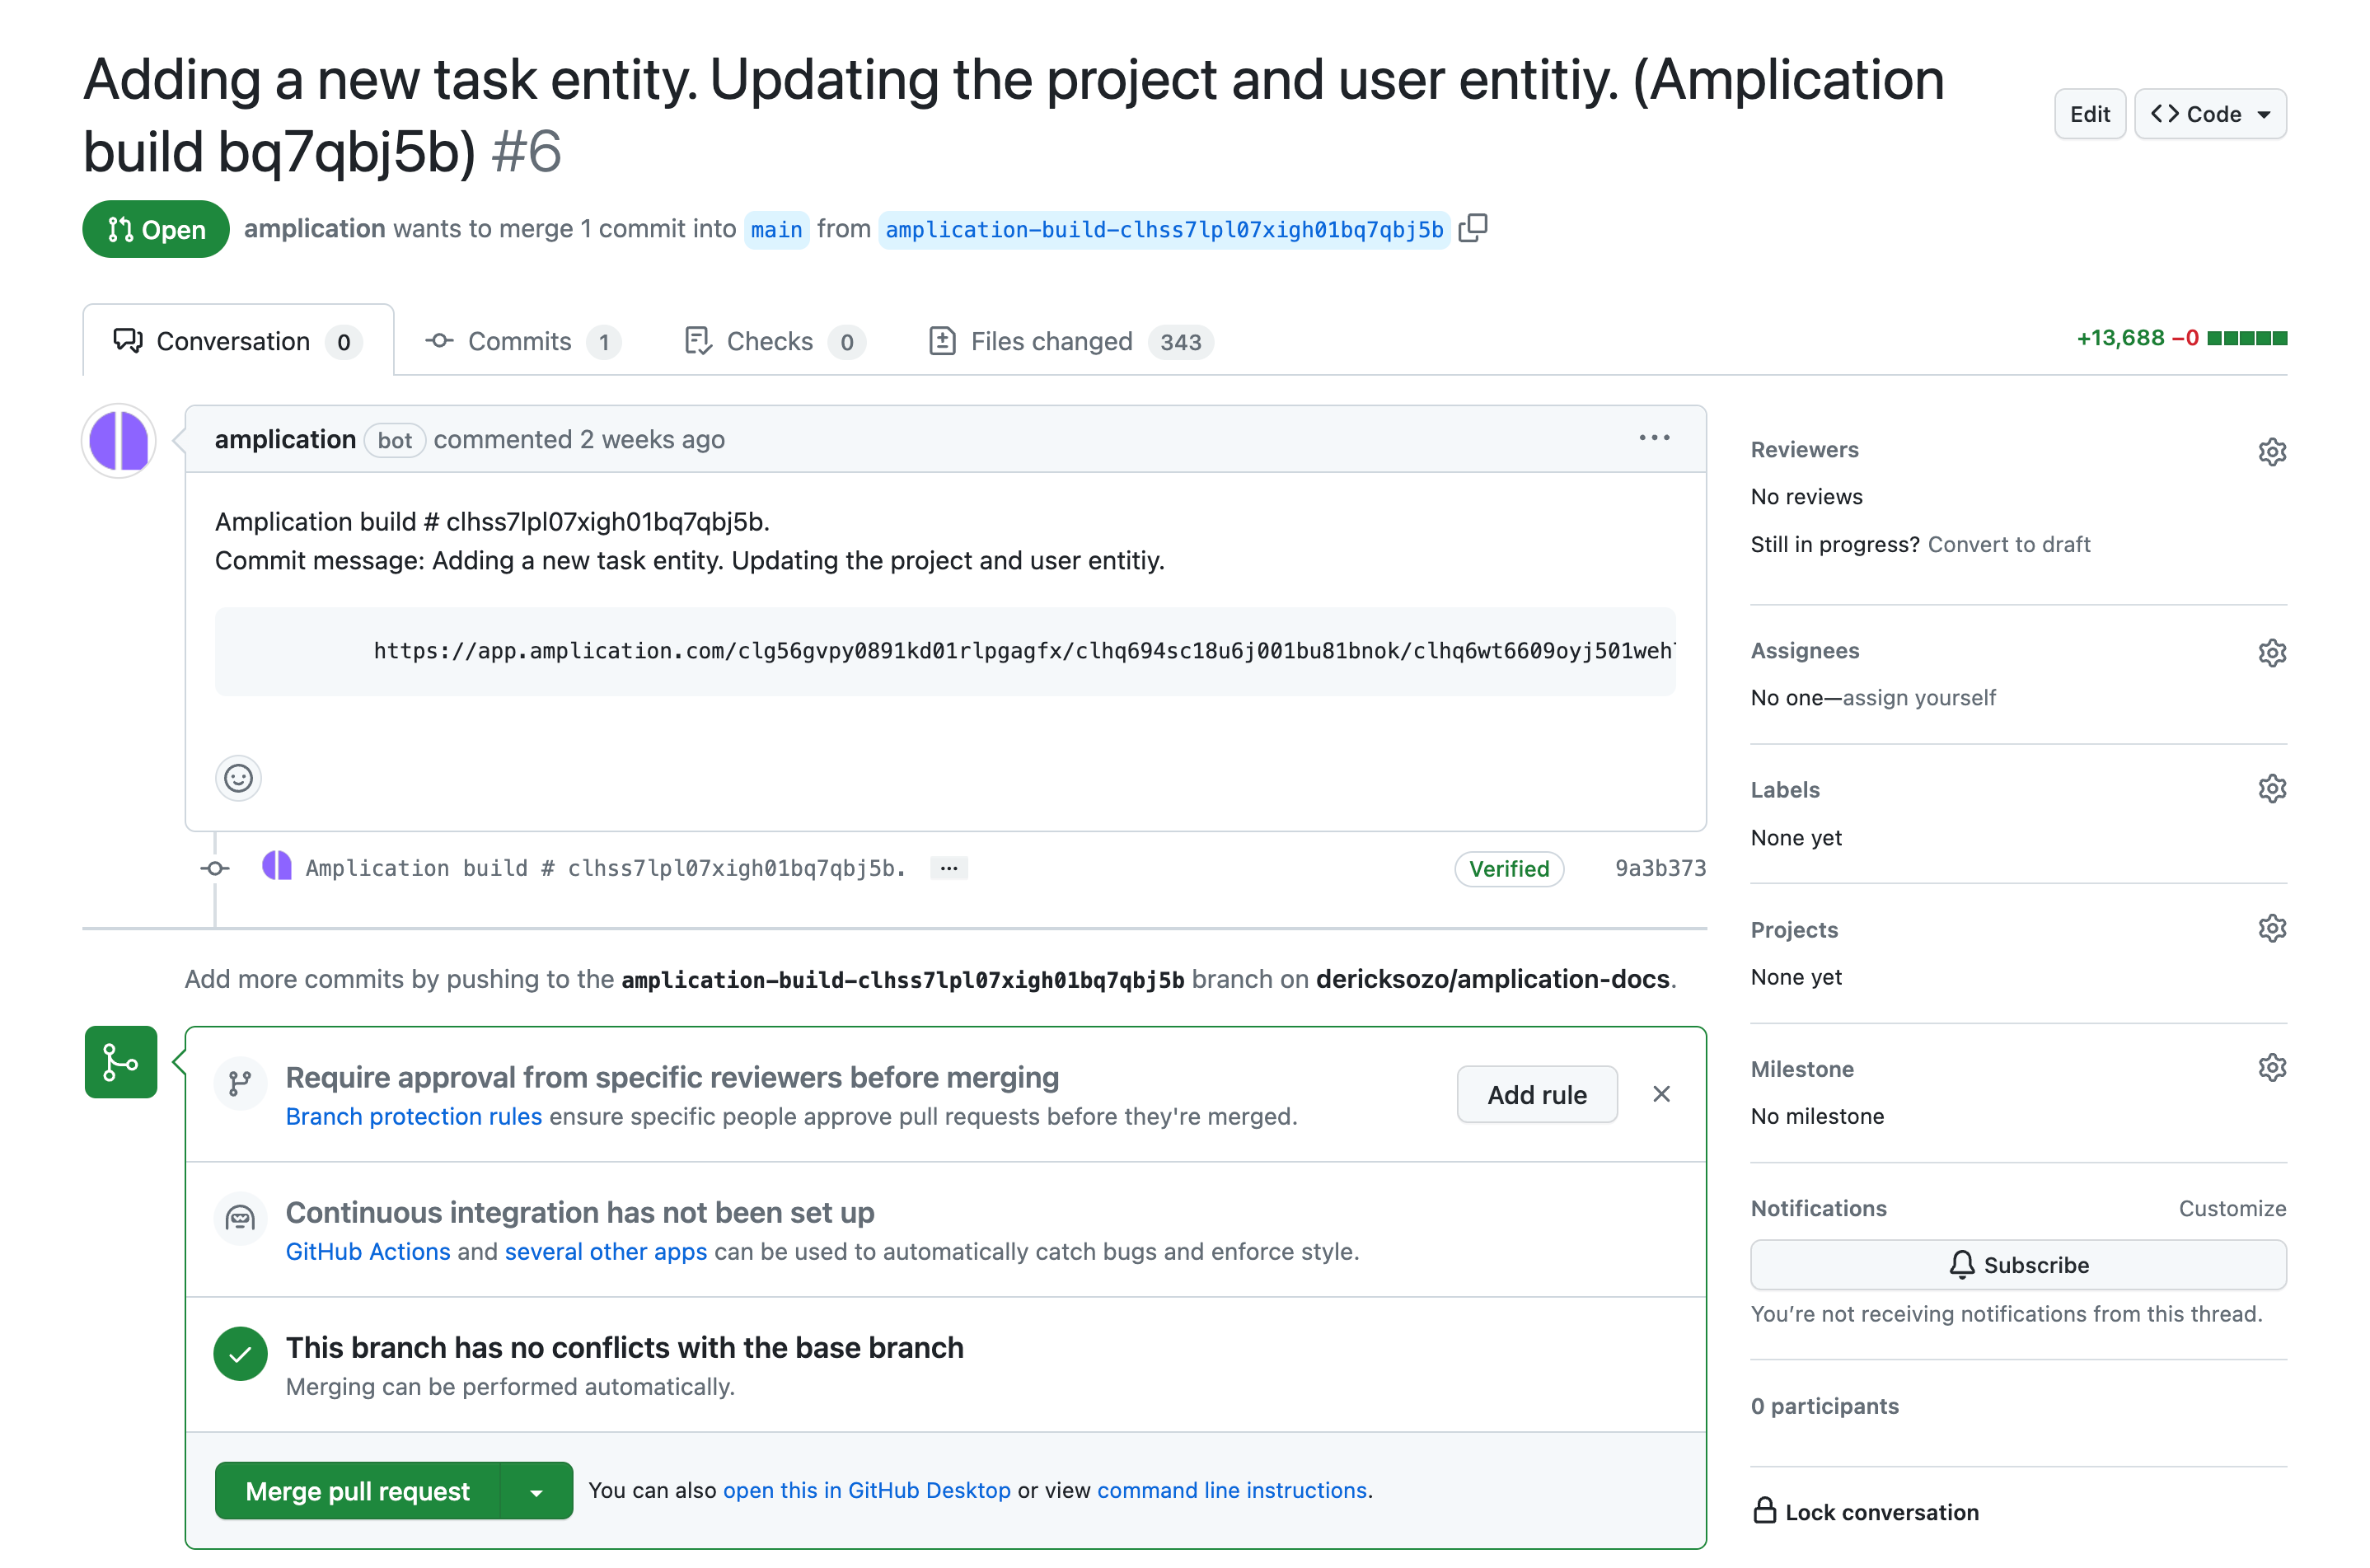 Adding a new task entity. Updating the project and user entitiy. (Amplication
build bq7qbj5b) #6
Edit
Code
Open
amplication wants to merge 1 commit into main from amplication-build-clhss7lpl07xigh01bq7qbj5b
Conversation 0
Commits 1
Checks 0
Files changed 343
+13,688 −0
amplication bot commented 2 weeks ago
Amplication build # clhss7lpl07xigh01bq7qbj5b.
Commit message: Adding a new task entity. Updating the project and user entitiy.
https://app.amplication.com/clg56gvpy0891kd01rlpgagfx/clhq694sc18u6j001bu81bnok/clhq6wt6609oyj501weh
Amplication build # clhss7lpl07xigh01bq7qbj5b. …
Verified
9a3b373
Add more commits by pushing to the amplication-build-clhss7lpl07xigh01bq7qbj5b branch on dericksozo/amplication-docs.
Require approval from specific reviewers before merging
Branch protection rules ensure specific people approve pull requests before they're merged.
Add rule
Continuous integration has not been set up
GitHub Actions and several other apps can be used to automatically catch bugs and enforce style.
This branch has no conflicts with the base branch
Merging can be performed automatically.
Merge pull request
You can also open this in GitHub Desktop or view command line instructions.
Reviewers
No reviews
Still in progress? Convert to draft
Assignees
No one—assign yourself
Labels
None yet
Projects
None yet
Milestone
No milestone
Notifications
Customize
Subscribe
You’re not receiving notifications from this thread.
0 participants
Lock conversation